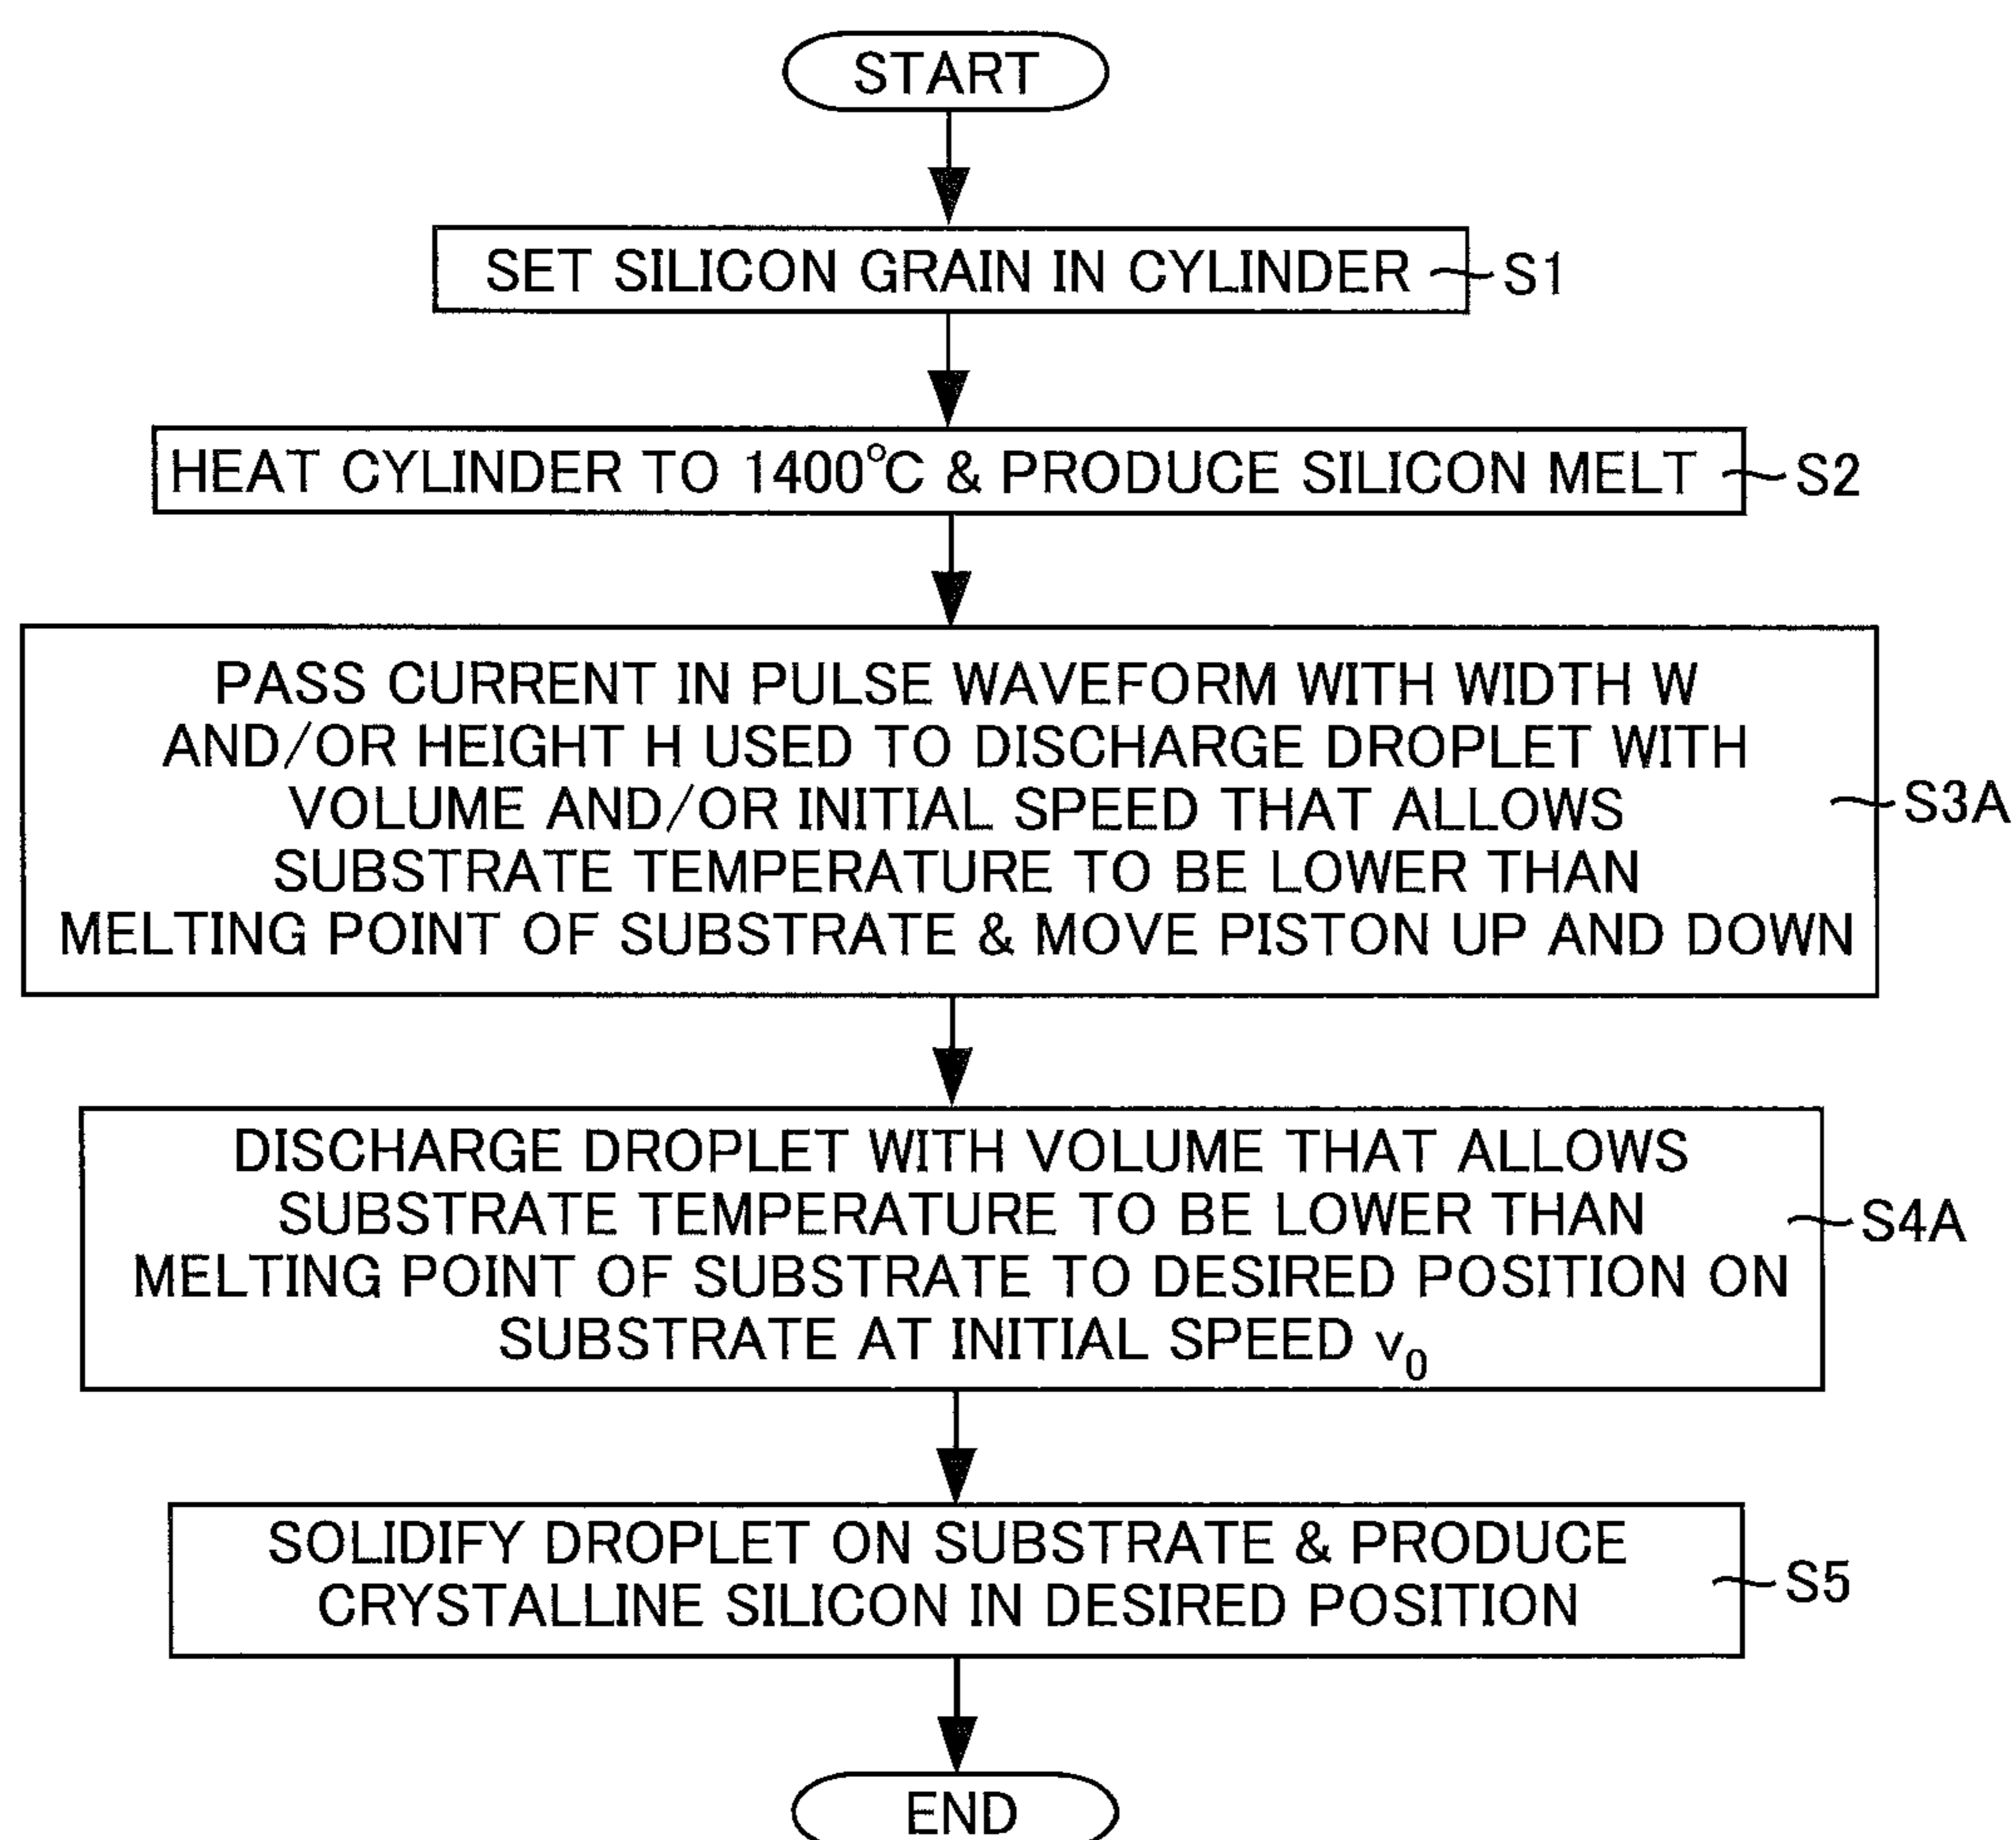 START
SET SILICON GRAIN IN CYLINDER
S1
HEAT CYLINDER TO 1400°C & PRODUCE SILICON MELT
S2
PASS CURRENT IN PULSE WAVEFORM WITH WIDTH W
AND/OR HEIGHT H USED TO DISCHARGE DROPLET WITH
VOLUME AND/OR INITIAL SPEED THAT ALLOWS
SUBSTRATE TEMPERATURE TO BE LOWER THAN
MELTING POINT OF SUBSTRATE & MOVE PISTON UP AND DOWN
S3A
DISCHARGE DROPLET WITH VOLUME THAT ALLOWS
SUBSTRATE TEMPERATURE TO BE LOWER THAN
MELTING POINT OF SUBSTRATE TO DESIRED POSITION ON
SUBSTRATE AT INITIAL SPEED v₀
S4A
SOLIDIFY DROPLET ON SUBSTRATE & PRODUCE
CRYSTALLINE SILICON IN DESIRED POSITION
S5
END